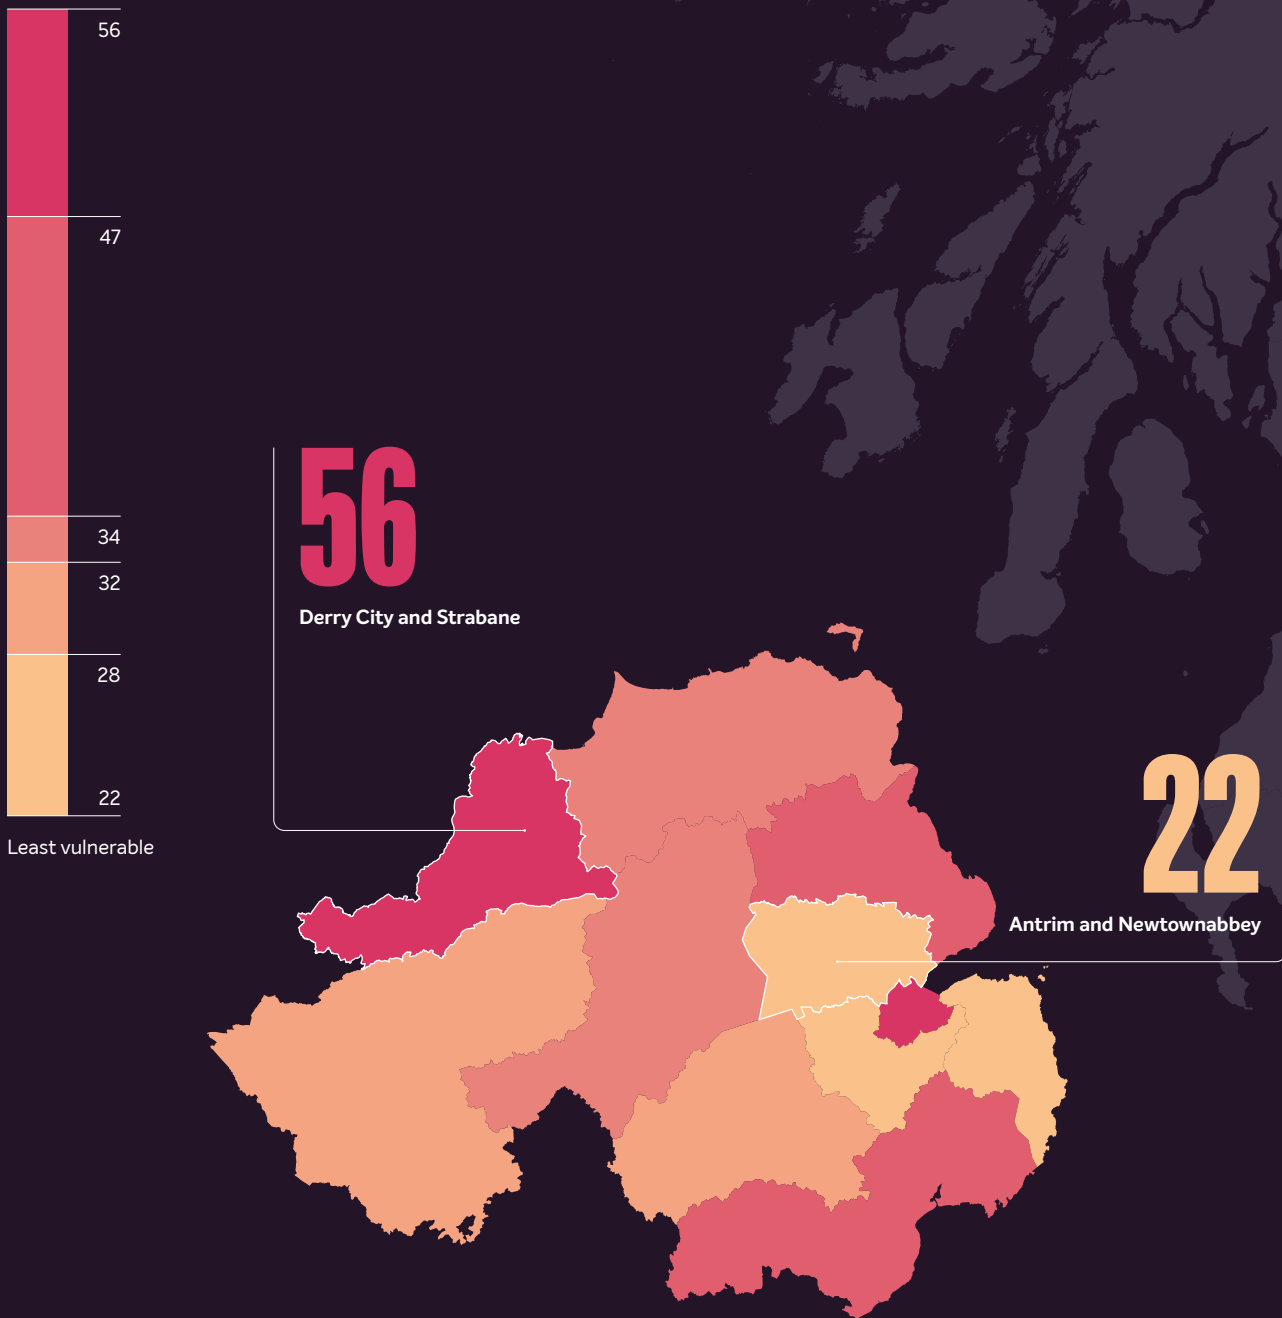 56
47
34
32
28
22
Least vulnerable
56
Derry City and Strabane
22
Antrim and Newtownabbey